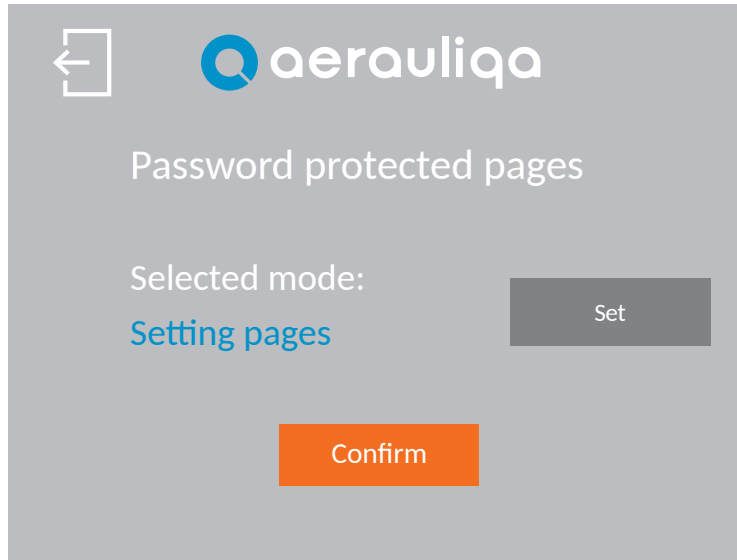 aerauliqa
Password protected pages
Selected mode:
Setting pages
Set
Confirm